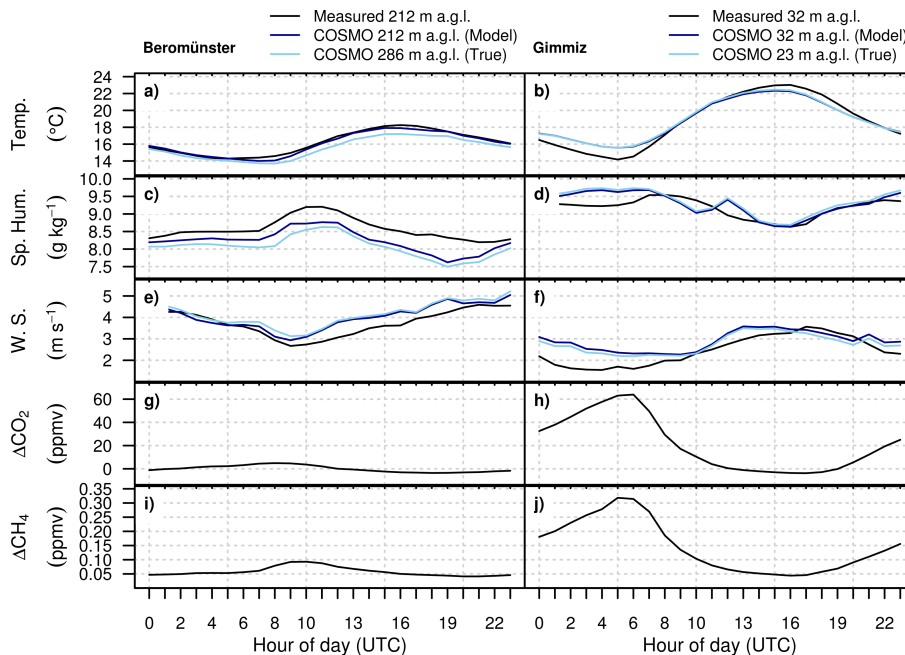 Measured 212 m a.g.l.
COSMO 212 m a.g.l. (Model)
COSMO 286 m a.g.l. (True)
Beromünster
Measured 32 m a.g.l.
COSMO 32 m a.g.l. (Model)
COSMO 23 m a.g.l. (True)
Gimmiz
Temp.
(°C)
24
22
20
18
16
14
a)
b)
Sp. Hum.
(g kg⁻¹)
10.0
9.5
9.0
8.5
8.0
7.5
c)
d)
W. S.
(m s⁻¹)
5
4
3
2
e)
f)
ΔCO₂
(ppmv)
60
40
20
0
g)
h)
ΔCH₄
(ppmv)
0.35
0.30
0.25
0.20
0.15
0.10
0.05
i)
j)
0 2 4 6 8 10 13 16 19 22
0 2 4 6 8 10 13 16 19 22
Hour of day (UTC)
Hour of day (UTC)